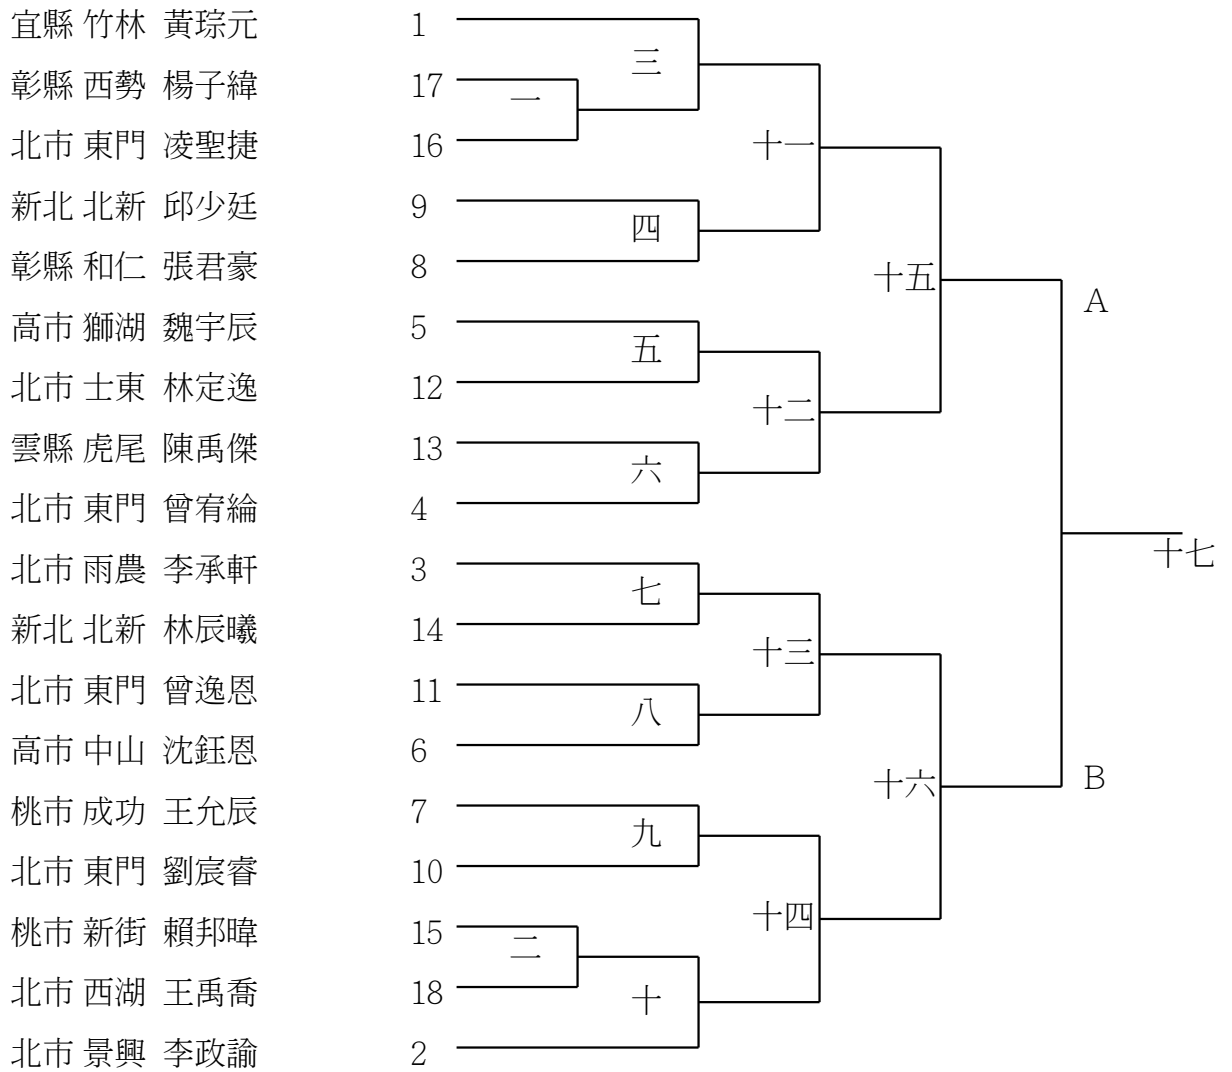 宜縣 竹林 黃琮元 1
三
彰縣 西勢 楊子緯 17
一
北市 東門 凌聖捷 16
十一
新北 北新 邱少廷 9
四
彰縣 和仁 張君豪 8
十五
A
高市 獅湖 魏宇辰 5
五
北市 士東 林定逸 12
十二
雲縣 虎尾 陳禹傑 13
六
北市 東門 曾宥綸 4
十七
北市 雨農 李承軒 3
七
新北 北新 林辰曦 14
十三
北市 東門 曾逸恩 11
八
高市 中山 沈鈺恩 6
十六
B
桃市 成功 王允辰 7
九
北市 東門 劉宸睿 10
十四
桃市 新街 賴邦暐 15
二
北市 西湖 王禹喬 18
十
北市 景興 李政諭 2